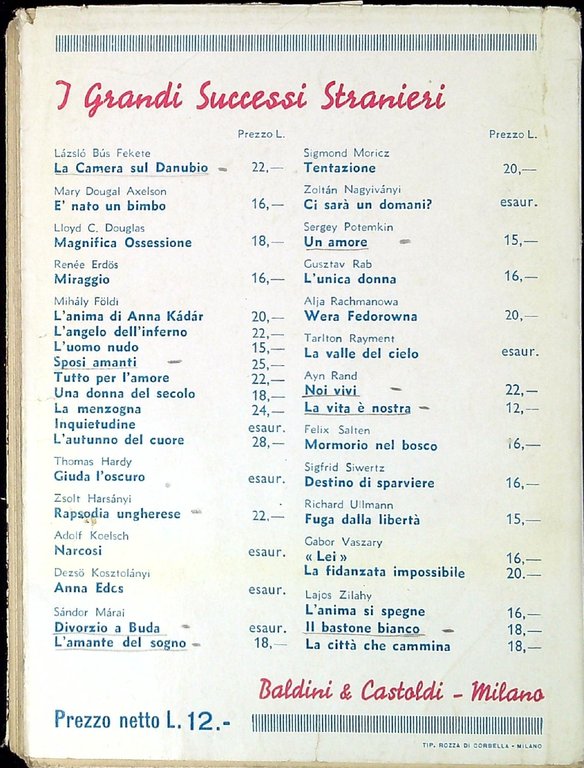 I Grandi Successi Stranieri
Prezzo L.
Lázsló Bús Fekete
La Camera sul Danubio 22,—
Mary Dougal Axelson
E' nato un bimbo 16,—
Lloyd C. Douglas
Magnifica Ossessione 18,—
Renée Erdös
Miraggio 16,—
Mihály Földi
L'anima di Anna Kádár 20,—
L'angelo dell'inferno 22,—
L'uomo nudo 15,—
Sposi amanti 25,—
Tutto per l'amore 22,—
Una donna del secolo 18,—
La menzogna 24,—
Inquietudine esaur.
L'autunno del cuore 28,—
Thomas Hardy
Giuda l'oscuro esaur.
Zsolt Harsányi
Rapsodia ungherese 22,—
Adolf Koelsch
Narcosi esaur.
Dezsö Kosztolányi
Anna Edcs esaur.
Sándor Márai
Divorzio a Buda esaur.
L'amante del sogno 18,—
Prezzo L.
Sigmond Moricz
Tentazione 20,—
Zoltán Nagyiványi
Ci sarà un domani? esaur.
Sergey Potemkin
Un amore 15,—
Gusztav Rab
L'unica donna 16,—
Alja Rachmanowa
Wera Fedorowna 20,—
Tarlton Rayment
La valle del cielo esaur.
Ayn Rand
Noi vivi 22,—
La vita è nostra 12,—
Felix Salten
Mormorio nel bosco 16,—
Sigfrid Siwertz
Destino di sparviere 16,—
Richard Ullmann
Fuga dalla libertà 15,—
Gabor Vaszary
« Lei » 16,—
La fidanzata impossibile 20.—
Lajos Zilahy
L'anima si spegne 16,—
Il bastone bianco 18,—
La città che cammina 18,—
Baldini & Castoldi - Milano
Prezzo netto L. 12.-
TIP. ROZZA DI CORBELLA - MILANO